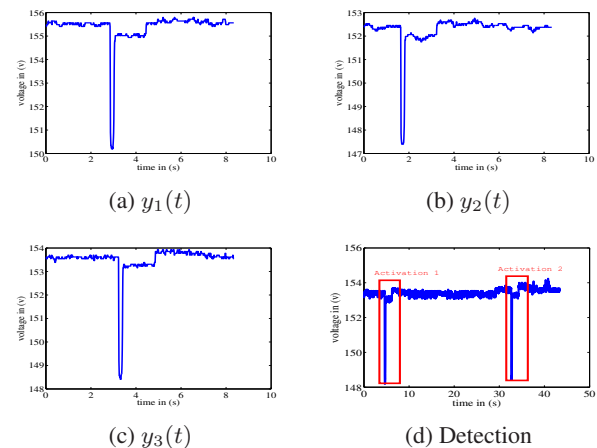 156
155
154
153
152
151
150
0 2 4 6 8 10
voltage in (v)
time in (s)
(a) y1(t)
153
152
151
150
149
148
147
0 2 4 6 8 10
voltage in (v)
time in (s)
(b) y2(t)
154
153
152
151
150
149
148
0 2 4 6 8 10
voltage in (v)
time in (s)
(c) y3(t)
156
154
152
150
148
0 10 20 30 40 50
voltage in (v)
time in (s)
Activation 1
Activation 2
(d) Detection